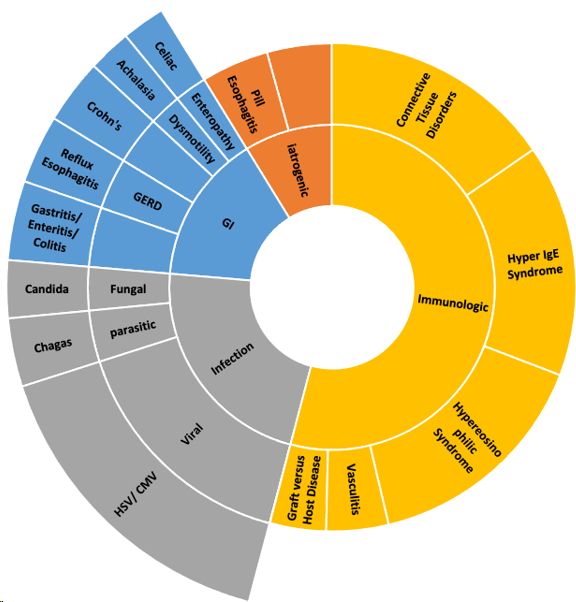 Celiac
Achalasia
Crohn's
Reflux
Esophagitis
Gastritis/
Enteritis/
Colitis
Enteropathy
Dysmotility
GERD
GI
Pill
Esophagitis
iatrogenic
Connective
Tissue
Disorders
Hyper IgE
Syndrome
Immunologic
Hypereosino
philic
Syndrome
Vasculitis
Graft versus
Host Disease
Candida
Fungal
Chagas
parasitic
Infection
Viral
HSV/ CMV